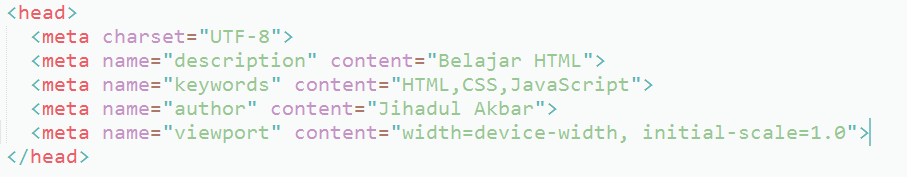 <head>
<meta charset="UTF-8">
<meta name="description" content="Belajar HTML">
<meta name="keywords" content="HTML,CSS,JavaScript">
<meta name="author" content="Jihadul Akbar">
<meta name="viewport" content="width=device-width, initial-scale=1.0">
</head>